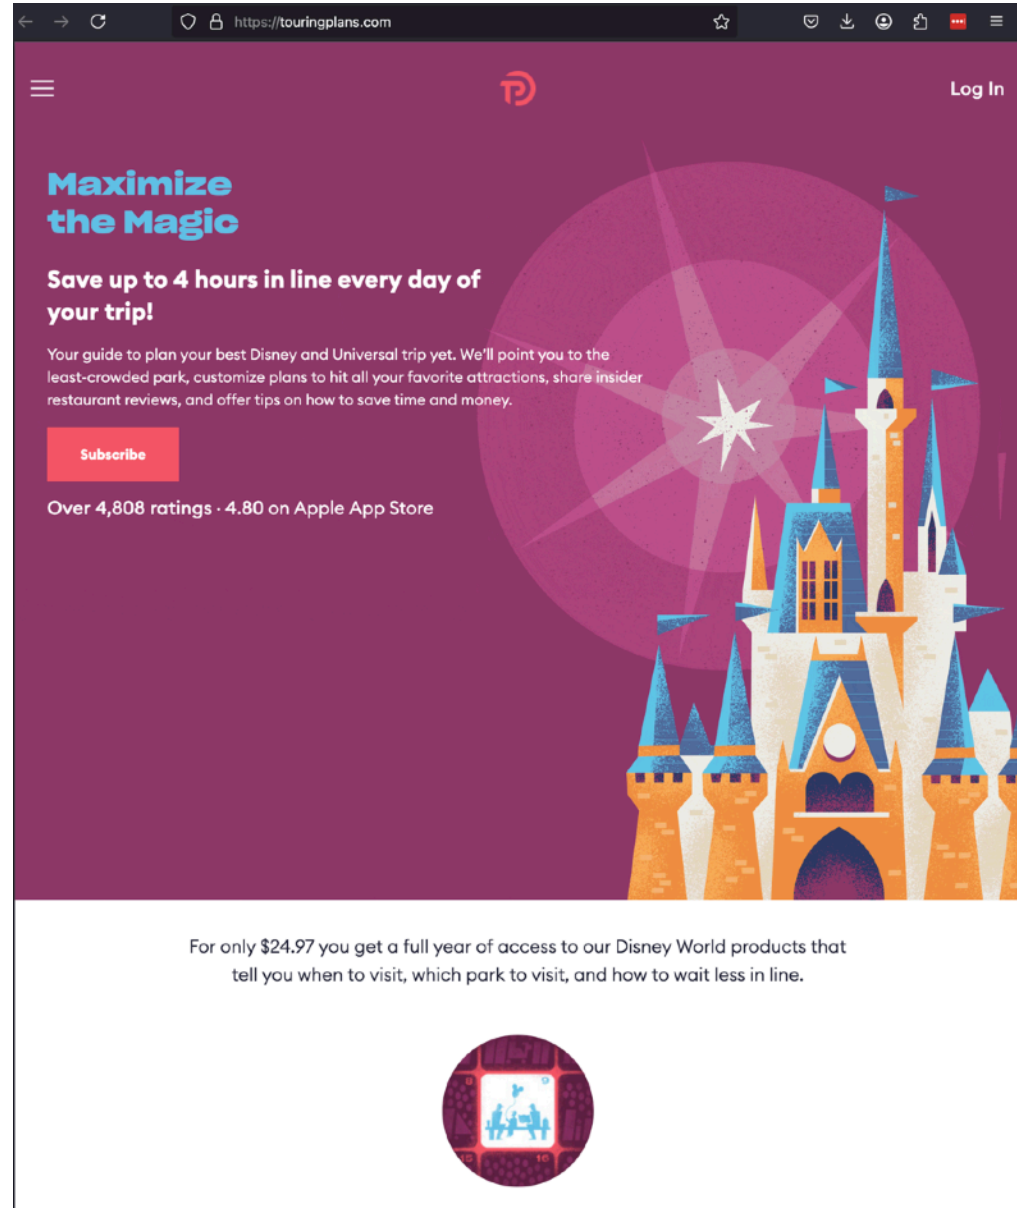 https://touringplans.com
Log In
Maximize
the Magic
Save up to 4 hours in line every day of
your trip!
Your guide to plan your best Disney and Universal trip yet. We'll point you to the
least-crowded park, customize plans to hit all your favorite attractions, share insider
restaurant reviews, and offer tips on how to save time and money.
Subscribe
Over 4,808 ratings · 4.80 on Apple App Store
For only $24.97 you get a full year of access to our Disney World products that
tell you when to visit, which park to visit, and how to wait less in line.
8 9
15 16